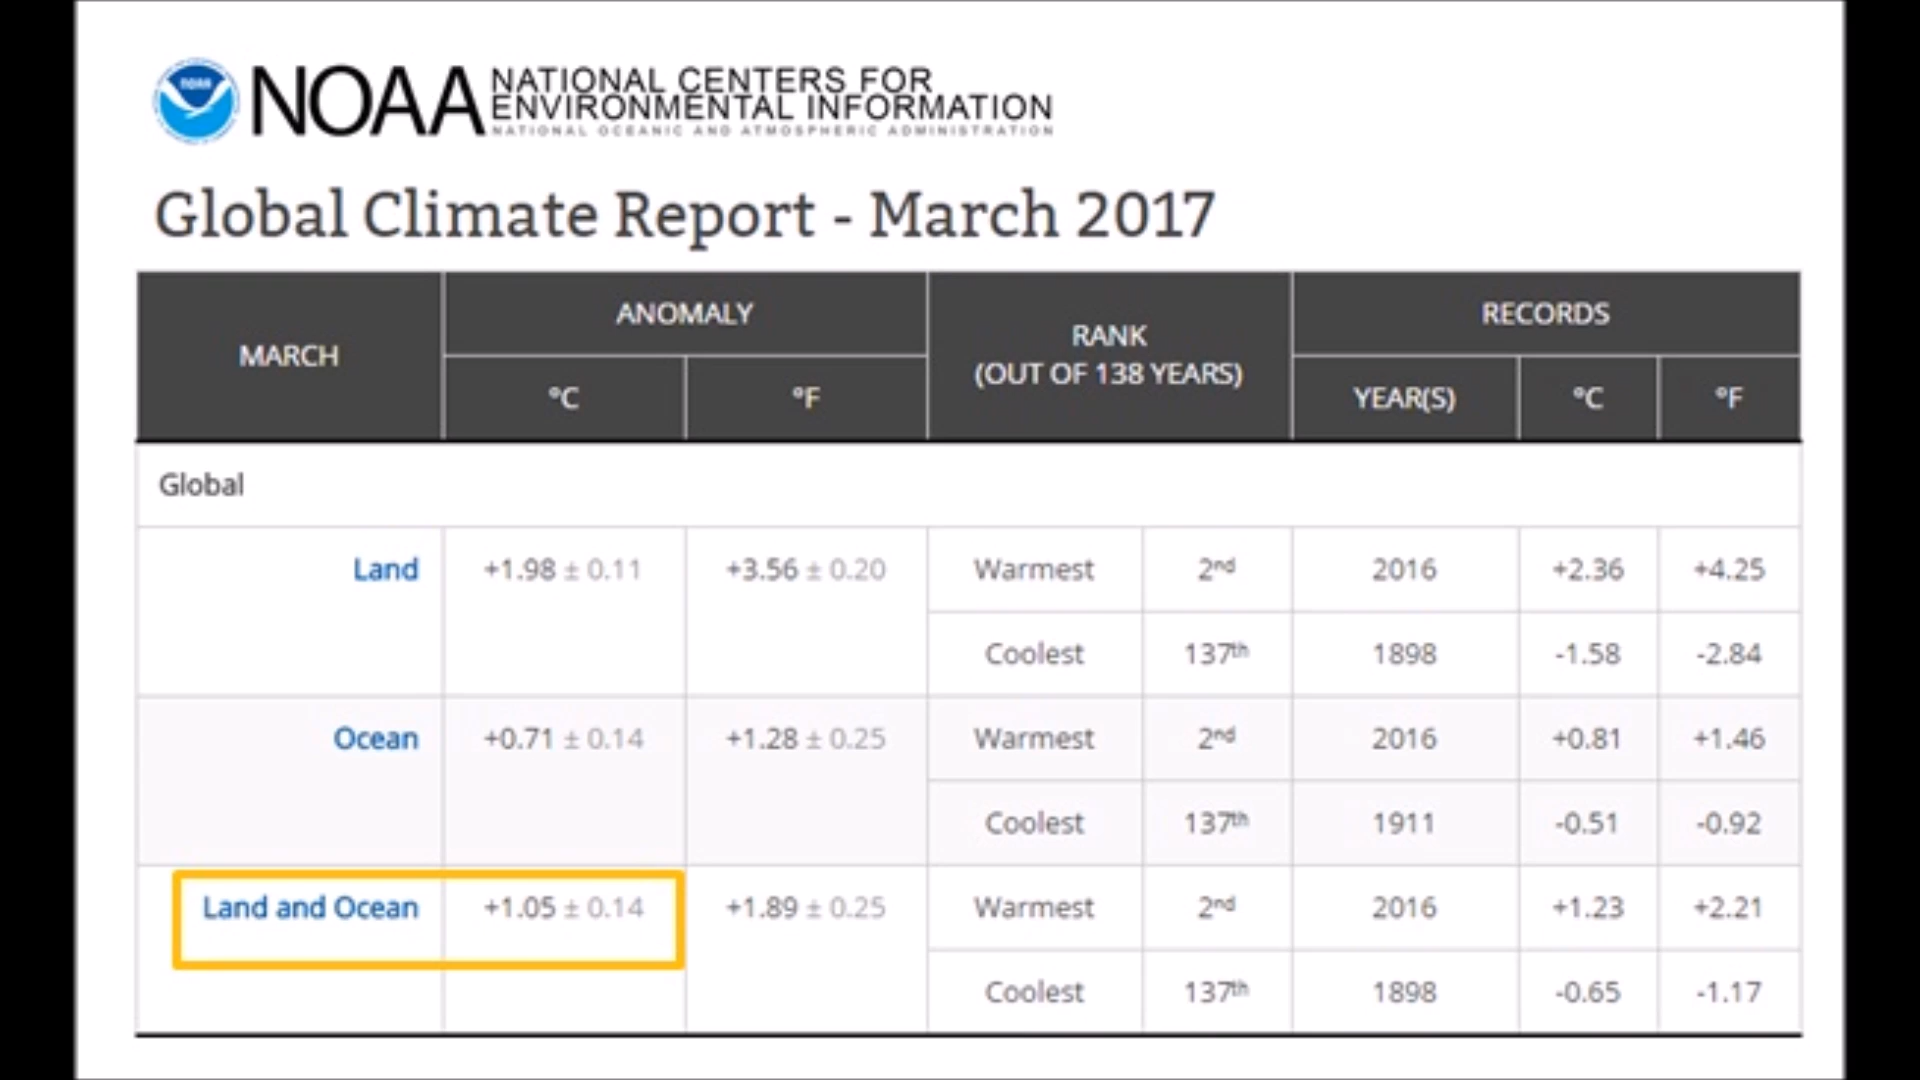 NOAA
NOAA NATIONAL CENTERS FOR
ENVIRONMENTAL INFORMATION
NATIONAL OCEANIC AND ATMOSPHERIC ADMINISTRATION
Global Climate Report - March 2017
MARCH ANOMALY RANK (OUT OF 138 YEARS) RECORDS
°C °F YEAR(S) °C °F
Global
Land +1.98 ± 0.11 +3.56 ± 0.20 Warmest 2nd 2016 +2.36 +4.25
Coolest 137th 1898 -1.58 -2.84
Ocean +0.71 ± 0.14 +1.28 ± 0.25 Warmest 2nd 2016 +0.81 +1.46
Coolest 137th 1911 -0.51 -0.92
Land and Ocean +1.05 ± 0.14 +1.89 ± 0.25 Warmest 2nd 2016 +1.23 +2.21
Coolest 137th 1898 -0.65 -1.17